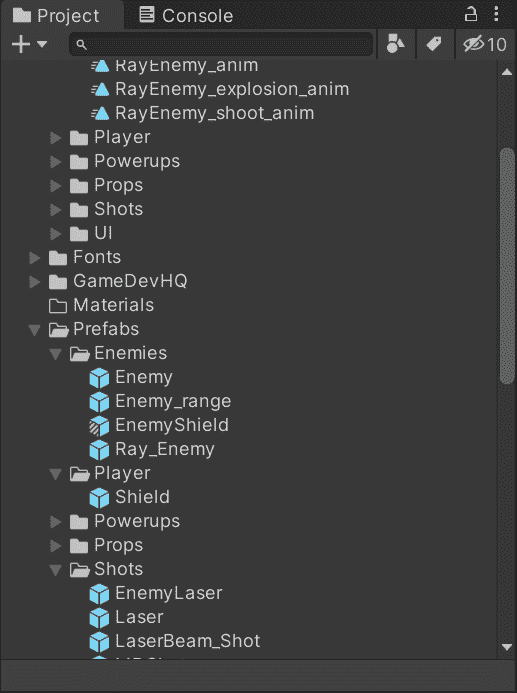 Project
Console
10
RayEnemy_anim
RayEnemy_explosion_anim
RayEnemy_shoot_anim
Player
Powerups
Props
Shots
UI
Fonts
GameDevHQ
Materials
Prefabs
Enemies
Enemy
Enemy_range
EnemyShield
Ray_Enemy
Player
Shield
Powerups
Props
Shots
EnemyLaser
Laser
LaserBeam_Shot